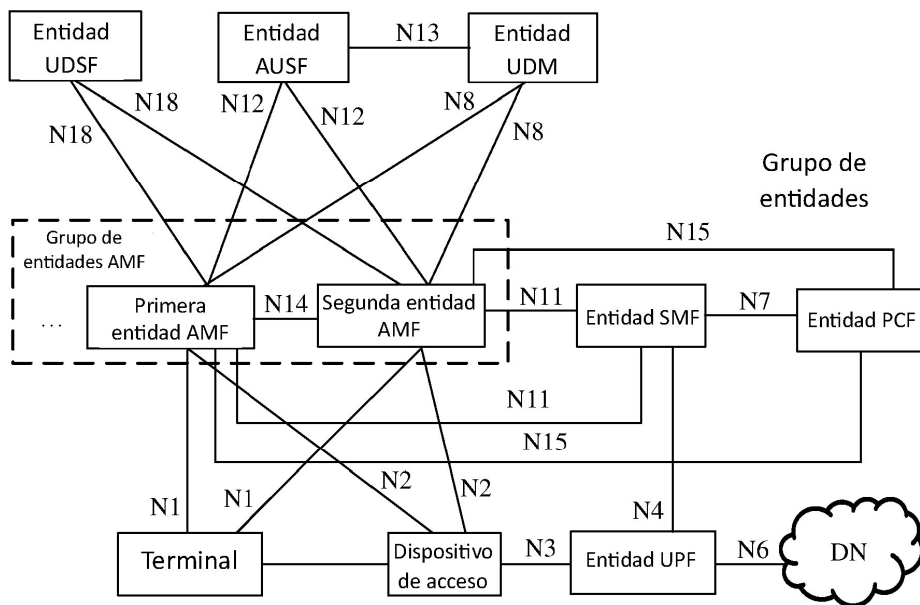 Entidad
UDSF
Entidad
AUSF
N13
Entidad
UDM
N18
N18
N12
N12
N8
N8
Grupo de
entidades
Grupo de
entidades AMF
N15
...
Primera
entidad AMF
N14
Segunda entidad
AMF
N11
Entidad SMF
N7
Entidad PCF
N11
N15
N1
N1
N2
N2
N4
Terminal
Dispositivo
de acceso
N3
Entidad UPF
N6
DN